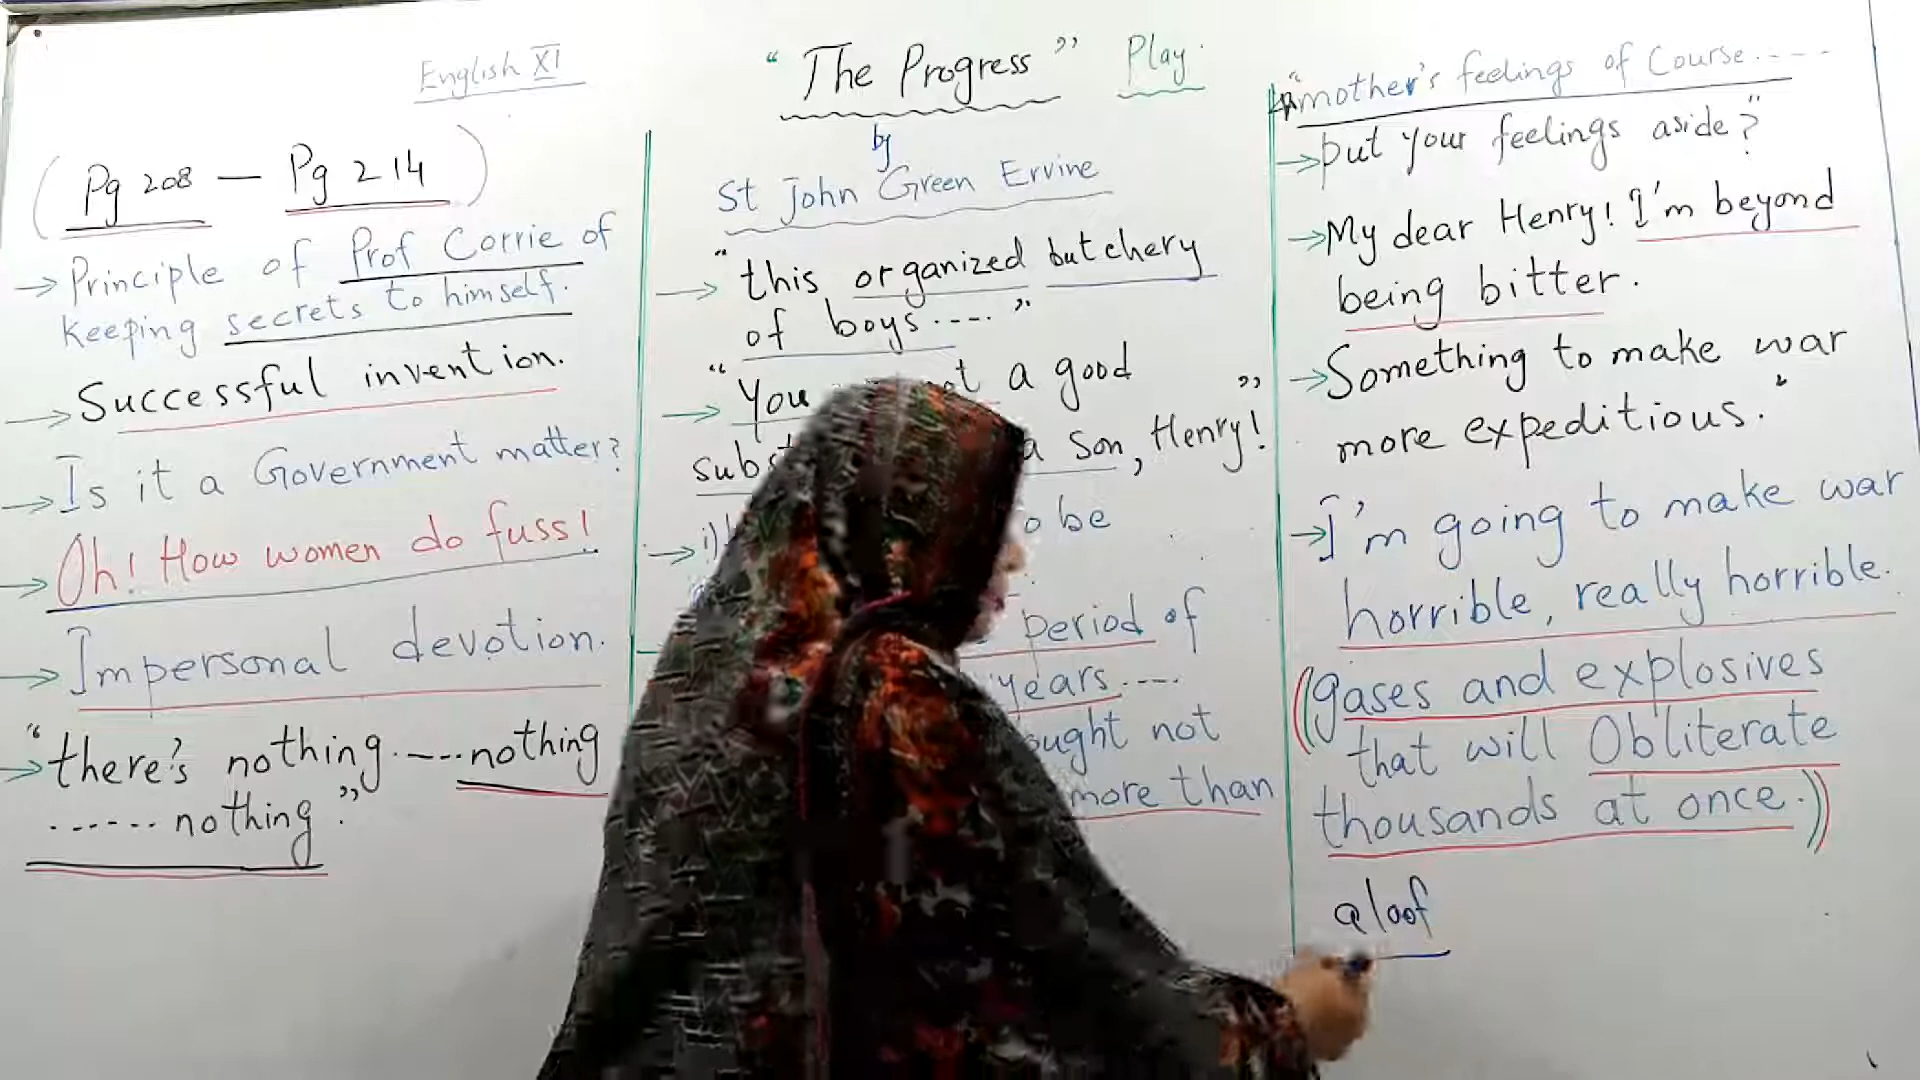 English XI
" The Progress " Play
by
St John Green Ervine
(Pg 208 — Pg 214)
→ Principle of Prof Corrie of
keeping secrets to himself.
→ Successful invention.
→ Is it a Government matter?
→ Oh! How women do fuss!
→ Impersonal devotion.
→ "there's nothing.----nothing
------ nothing."
→ "this organized butchery
of boys....."
→ "You a good
a son, Henry!"
→ i) o be
period of
years.....
ought not
more than
"mother's feelings of Course.-----
→ put your feelings aside?"
→ My dear Henry! I'm beyond
being bitter.
→ Something to make war
more expeditious.
→ I'm going to make war
horrible, really horrible.
(gases and explosives
that will Obliterate
thousands at once.)
aloof